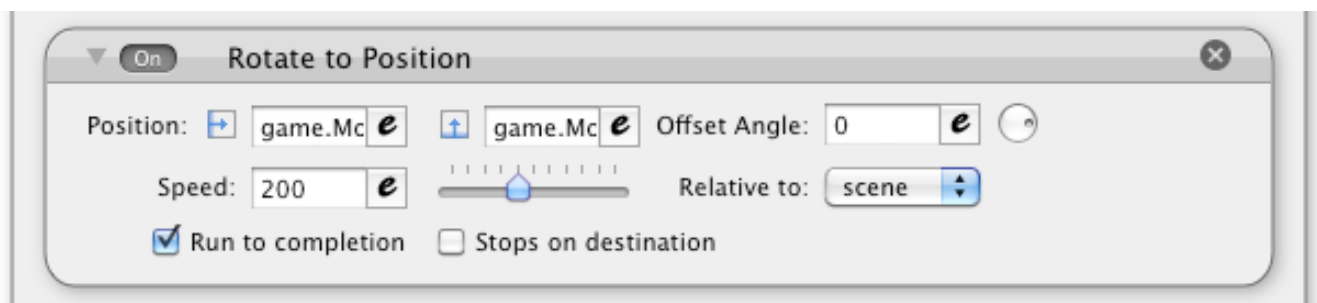 On Rotate to Position
Position: game.Mc e game.Mc e Offset Angle: 0 e
Speed: 200 e Relative to: scene
Run to completion Stops on destination